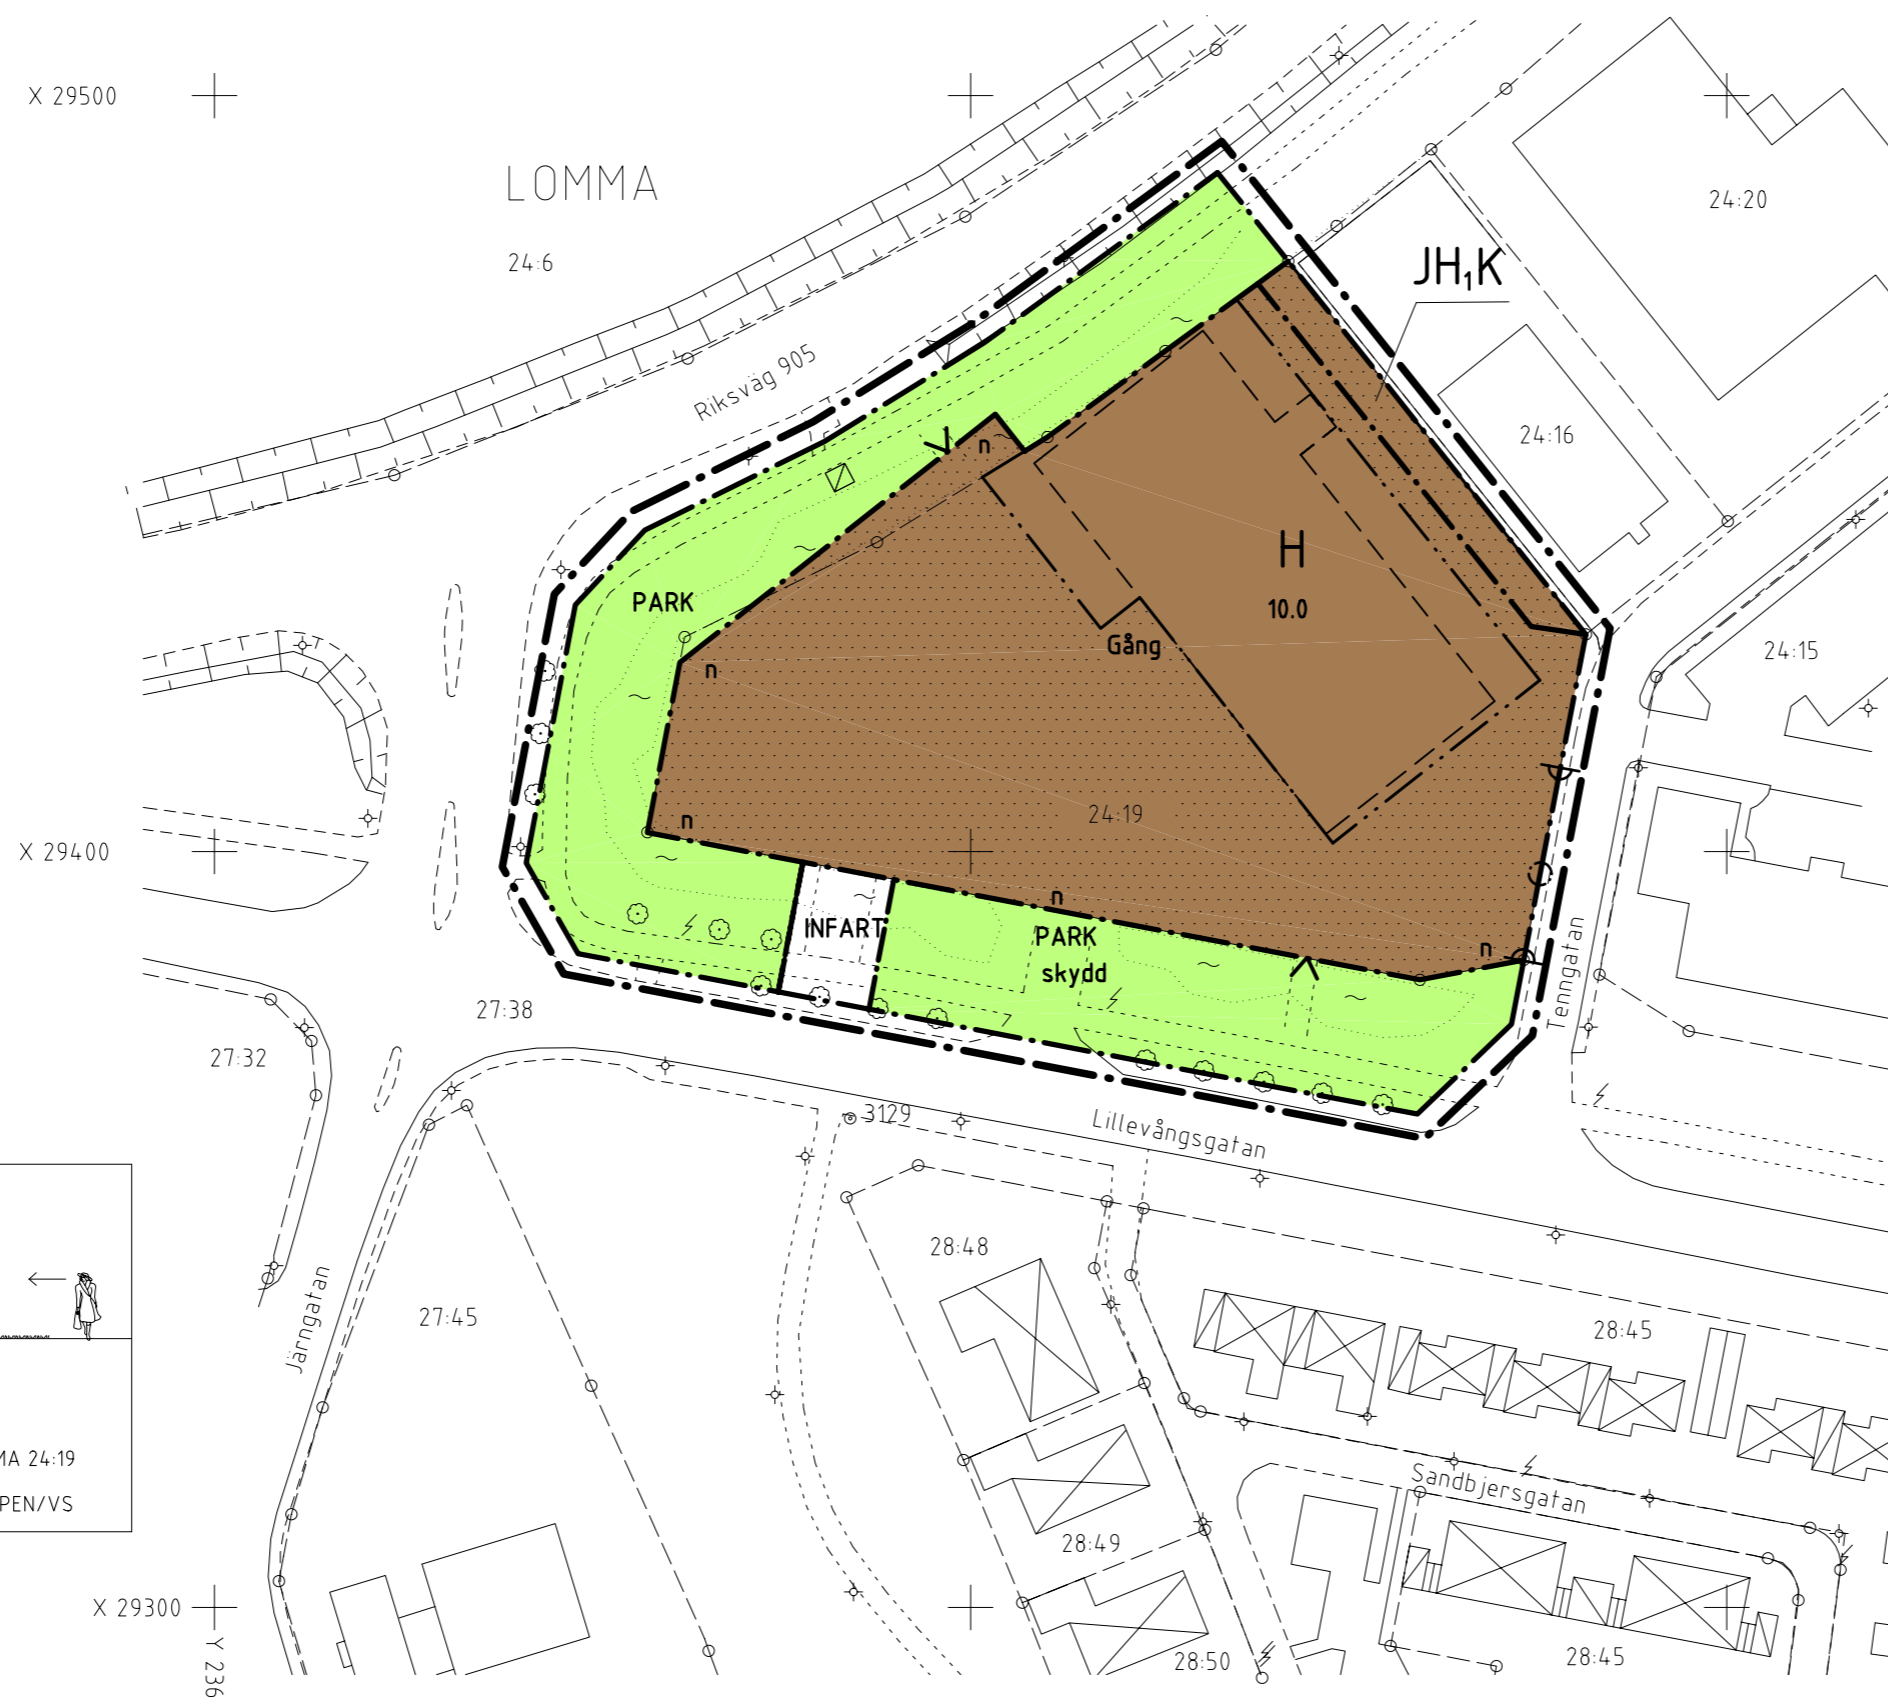 X 29500
LOMMA
24:6
24:20
JH₁K
Riksväg 905
24:16
n
H
10.0
PARK
Gång
n
24:15
24:19
n
X 29400
n
INFART
PARK
skydd
n
Tenngatan
27:38
27:32
3129
Lillevångsgatan
28:48
Järngatan
27:45
28:45
MA 24:19
PEN/VS
Sandbjersgatan
28:49
X 29300
Y 236
28:50
28:45